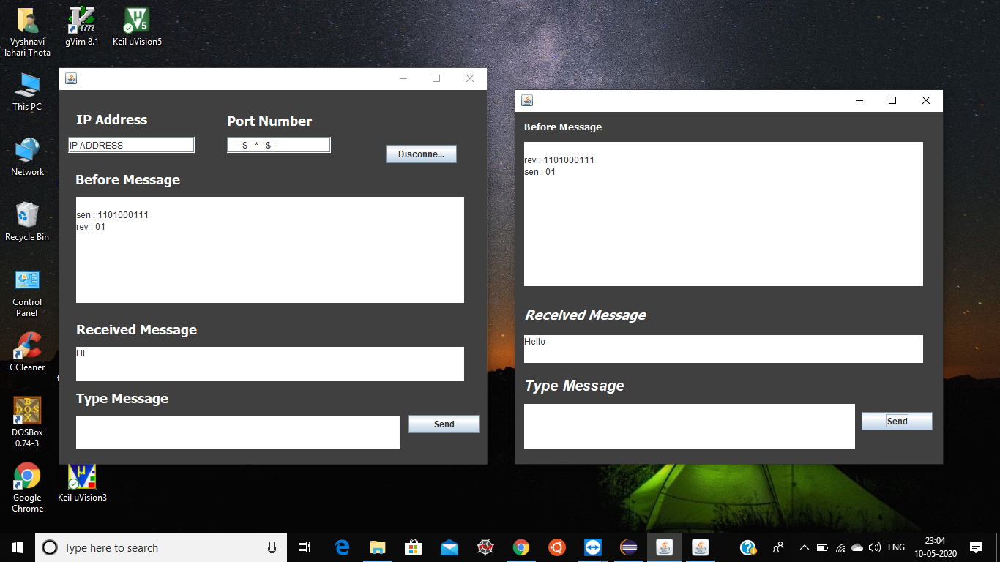 Vyshnavi
lahari Thota
gVim 8.1
Keil uVision5
This PC
Network
Recycle Bin
Control
Panel
CCleaner
DOSBox
0.74-3
Google
Chrome
Keil uVision3
IP Address
Port Number
IP ADDRESS
- $ - * - $ -
Disconne...
Before Message
sen : 1101000111
rev : 01
Received Message
Hi
Type Message
Send
Before Message
rev : 1101000111
sen : 01
Received Message
Hello
Type Message
Send
Type here to search
ENG
23:04
10-05-2020